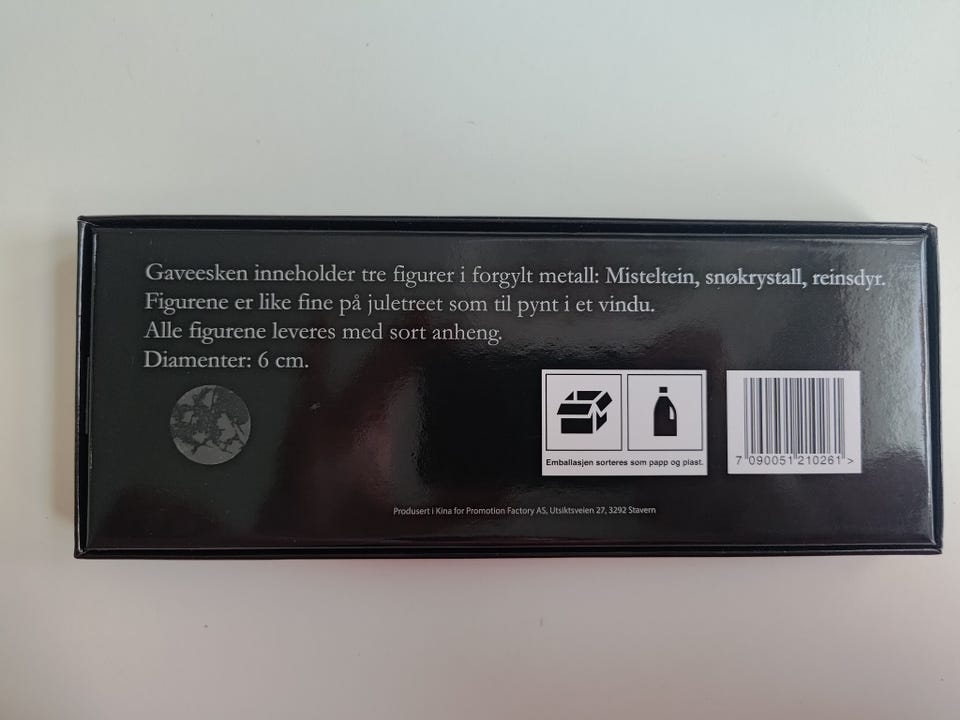 Gaveesken inneholder tre figurer i forgylt metall: Misteltein, snøkrystall, reinsdyr.
Figurene er like fine på juletreet som til pynt i et vindu.
Alle figurene leveres med sort anheng.
Diamenter: 6 cm.
Emballasjen sorteres som papp og plast.
7 090051 210261 >
Produsert i Kina for Promotion Factory AS, Utsiktsveien 27, 3292 Stavern